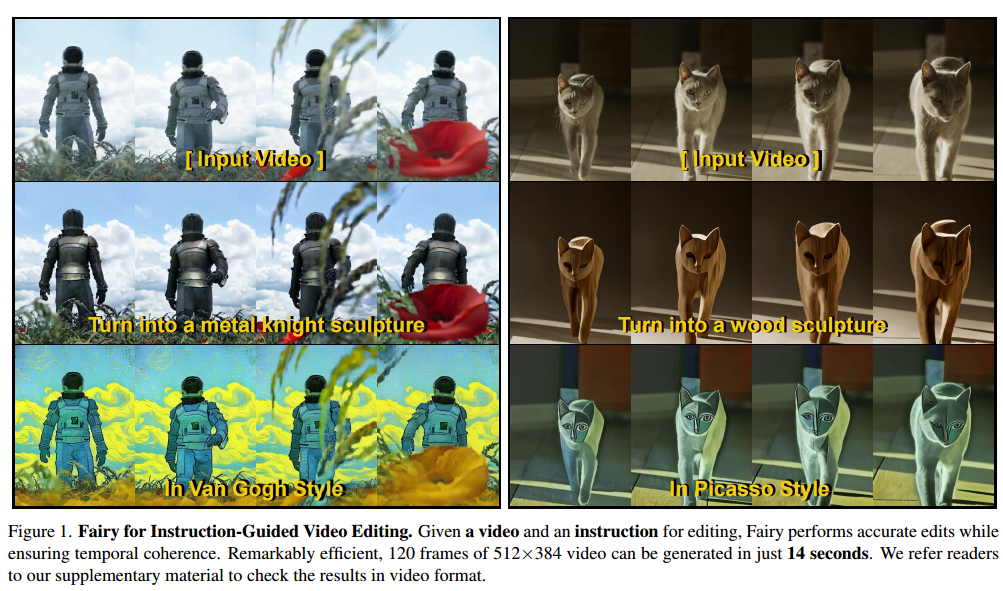 [ Input Video ]
[ Input Video ]
Turn into a metal knight sculpture
Turn into a wood sculpture
In Van Gogh Style
In Picasso Style
Figure 1. Fairy for Instruction-Guided Video Editing. Given a video and an instruction for editing, Fairy performs accurate edits while
ensuring temporal coherence. Remarkably efficient, 120 frames of 512×384 video can be generated in just 14 seconds. We refer readers
to our supplementary material to check the results in video format.